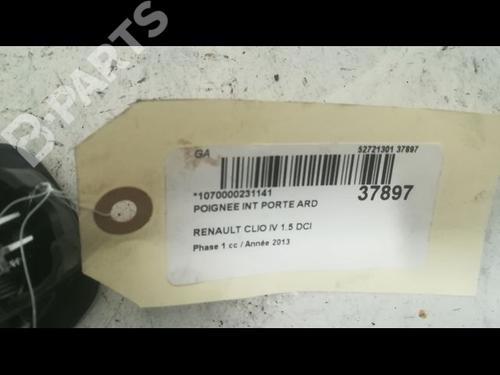 B-PARTS
GA
52721301 37897
*1070000231141
37897
POIGNEE INT PORTE ARD
RENAULT CLIO IV 1.5 DCI
Phase 1 cc / Année 2013